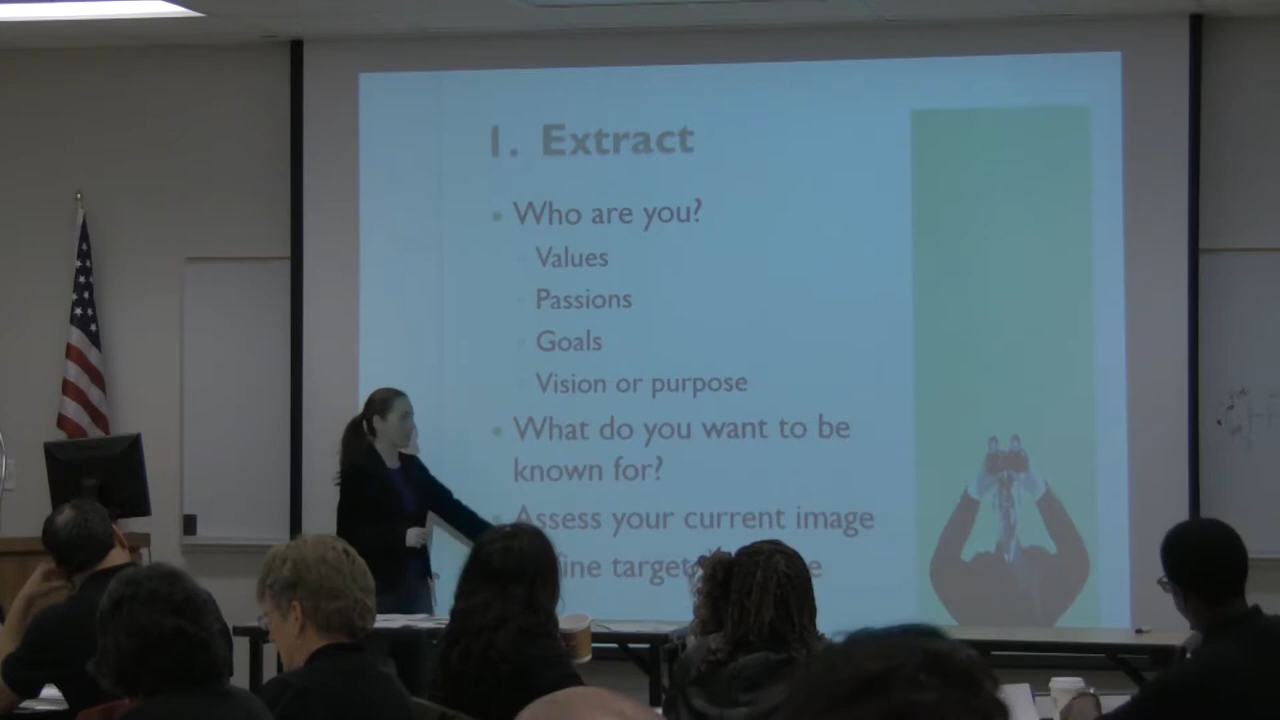 1. Extract
• Who are you?
Values
Passions
Goals
Vision or purpose
• What do you want to be
known for?
• Assess your current image